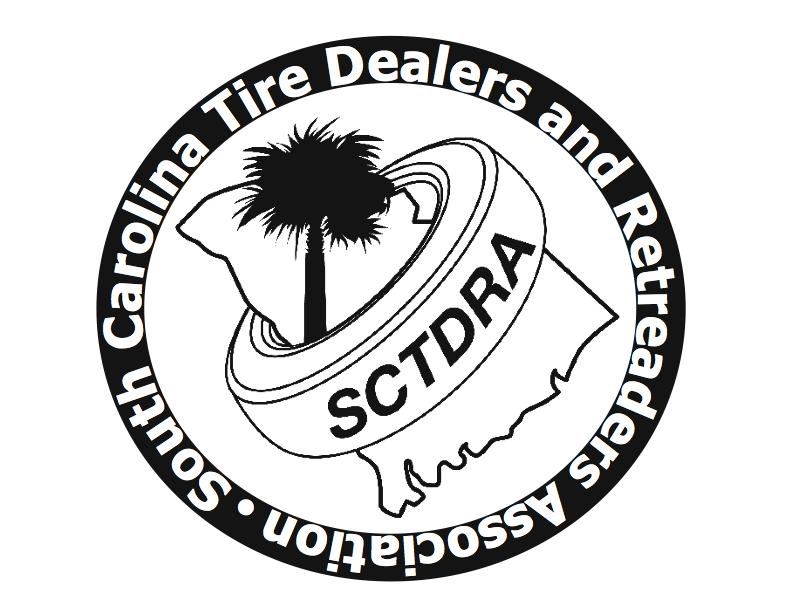 South Carolina Tire Dealers and Retreaders Association •
SCTDRA